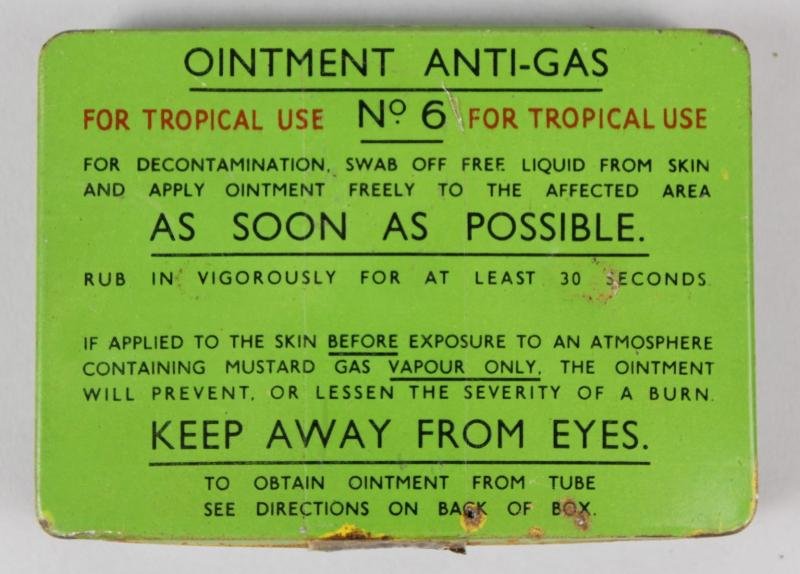 OINTMENT ANTI-GAS
FOR TROPICAL USE Nº 6 FOR TROPICAL USE
FOR DECONTAMINATION, SWAB OFF FREE LIQUID FROM SKIN
AND APPLY OINTMENT FREELY TO THE AFFECTED AREA
AS SOON AS POSSIBLE.
RUB IN VIGOROUSLY FOR AT LEAST 30 SECONDS.
IF APPLIED TO THE SKIN BEFORE EXPOSURE TO AN ATMOSPHERE
CONTAINING MUSTARD GAS VAPOUR ONLY, THE OINTMENT
WILL PREVENT, OR LESSEN THE SEVERITY OF A BURN.
KEEP AWAY FROM EYES.
TO OBTAIN OINTMENT FROM TUBE
SEE DIRECTIONS ON BACK OF BOX.